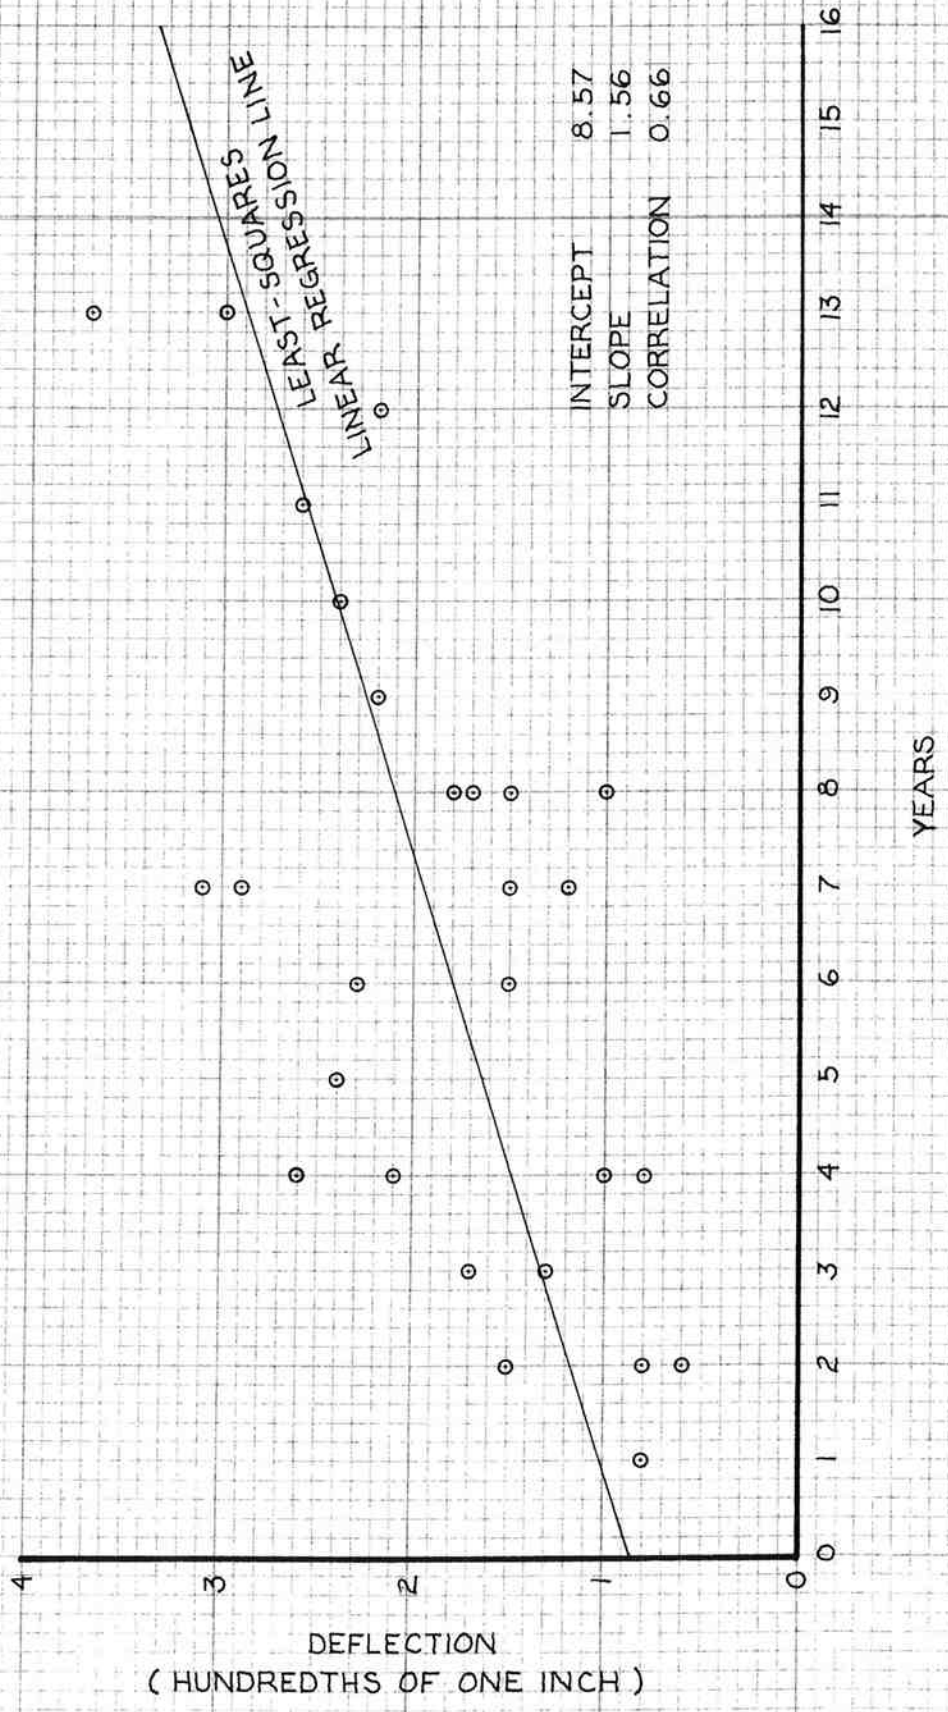 4
3
2
1
0
DEFLECTION
( HUNDREDTHS OF ONE INCH )
LEAST-SQUARES
LINEAR REGRESSION LINE
INTERCEPT 8.57
SLOPE 1.56
CORRELATION 0.66
0 1 2 3 4 5 6 7 8 9 10 11 12 13 14 15 16
YEARS